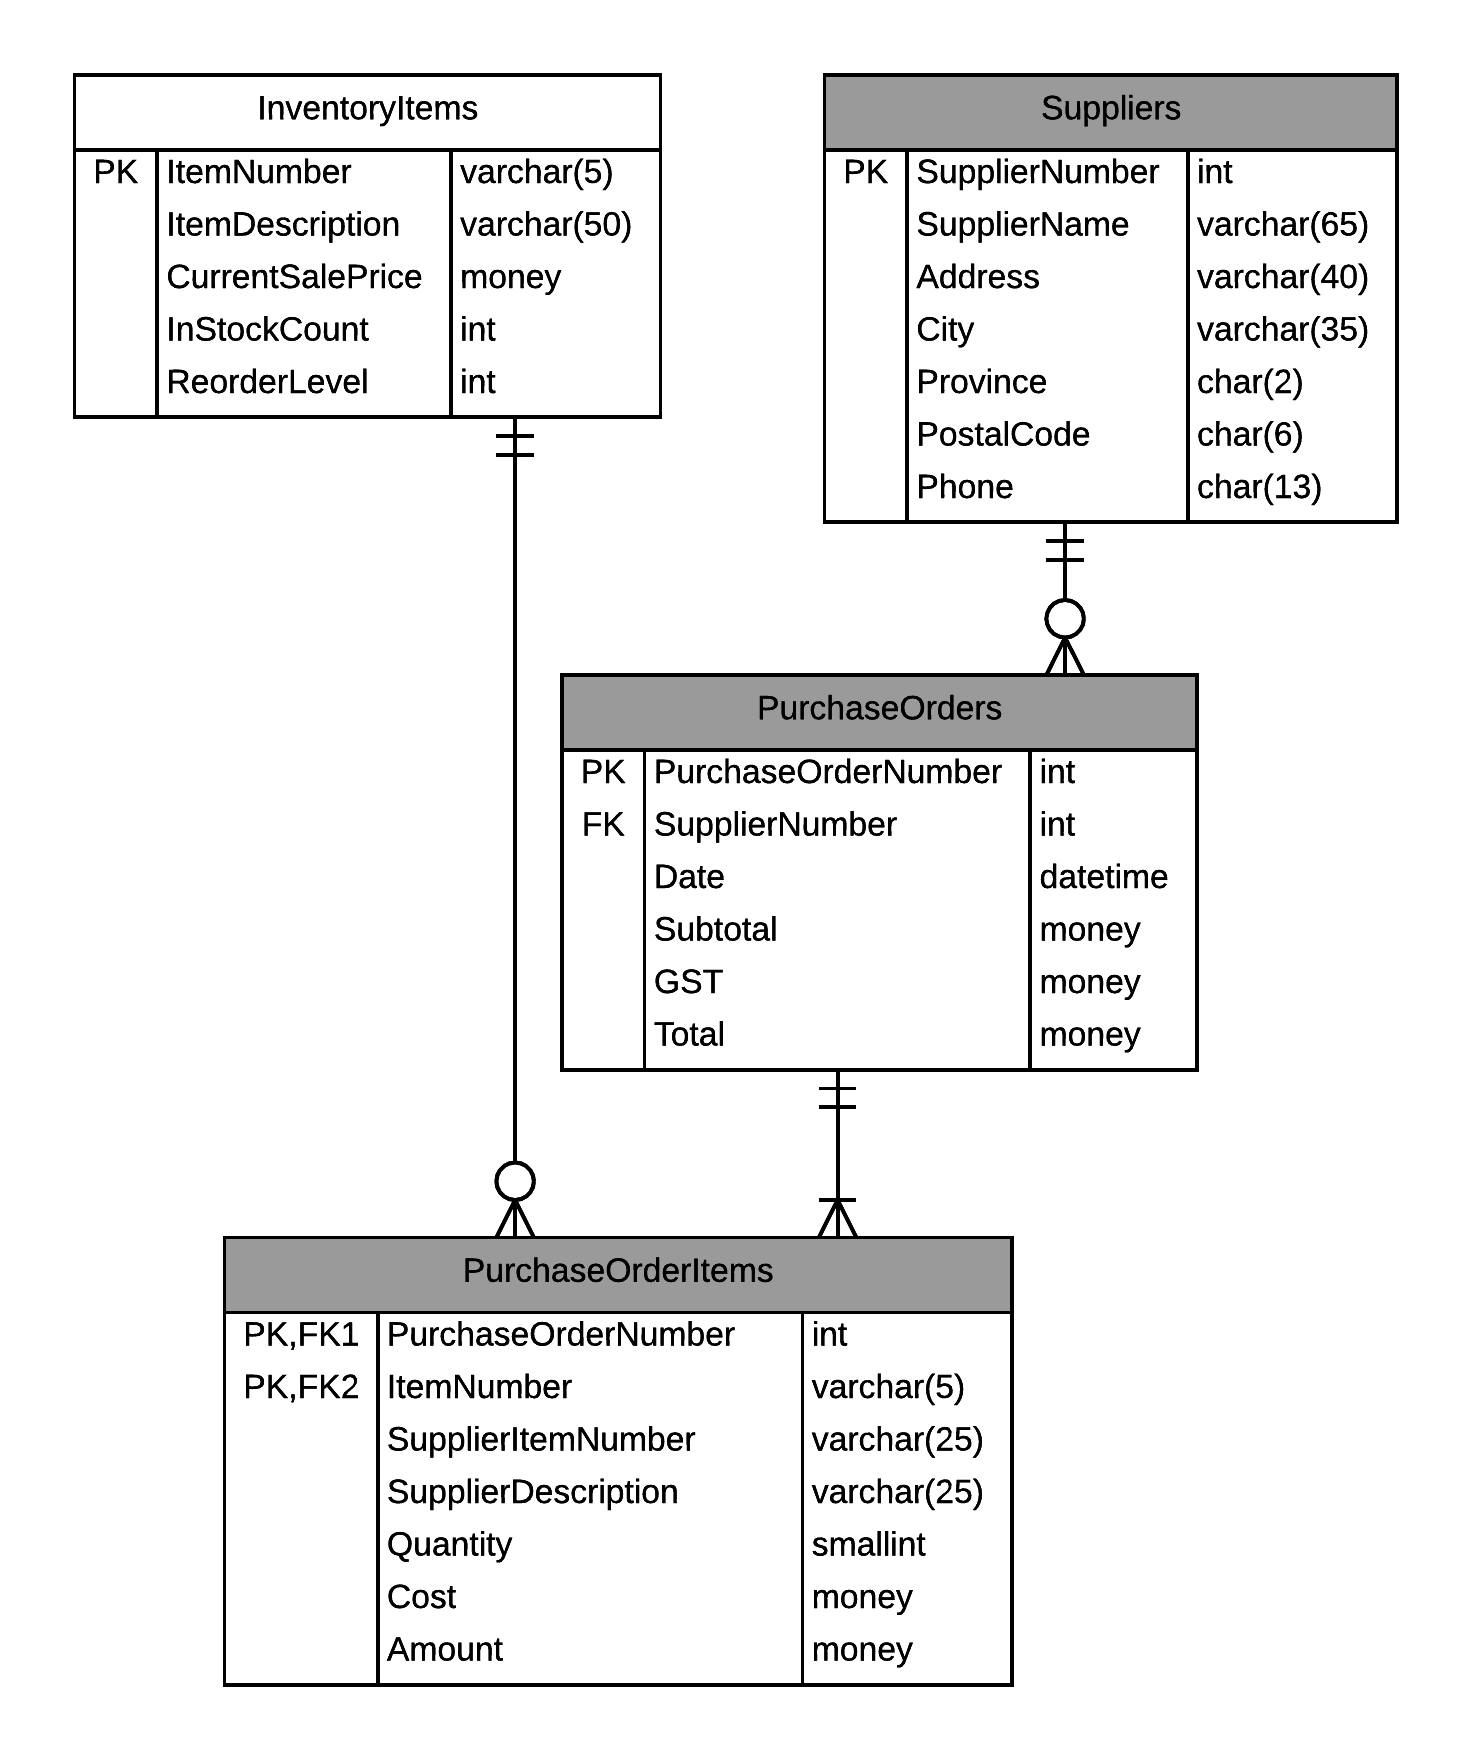 InventoryItems
PK ItemNumber varchar(5)
ItemDescription varchar(50)
CurrentSalePrice money
InStockCount int
ReorderLevel int
Suppliers
PK SupplierNumber int
SupplierName varchar(65)
Address varchar(40)
City varchar(35)
Province char(2)
PostalCode char(6)
Phone char(13)
PurchaseOrders
PK PurchaseOrderNumber int
FK SupplierNumber int
Date datetime
Subtotal money
GST money
Total money
PurchaseOrderItems
PK,FK1 PurchaseOrderNumber int
PK,FK2 ItemNumber varchar(5)
SupplierItemNumber varchar(25)
SupplierDescription varchar(25)
Quantity smallint
Cost money
Amount money